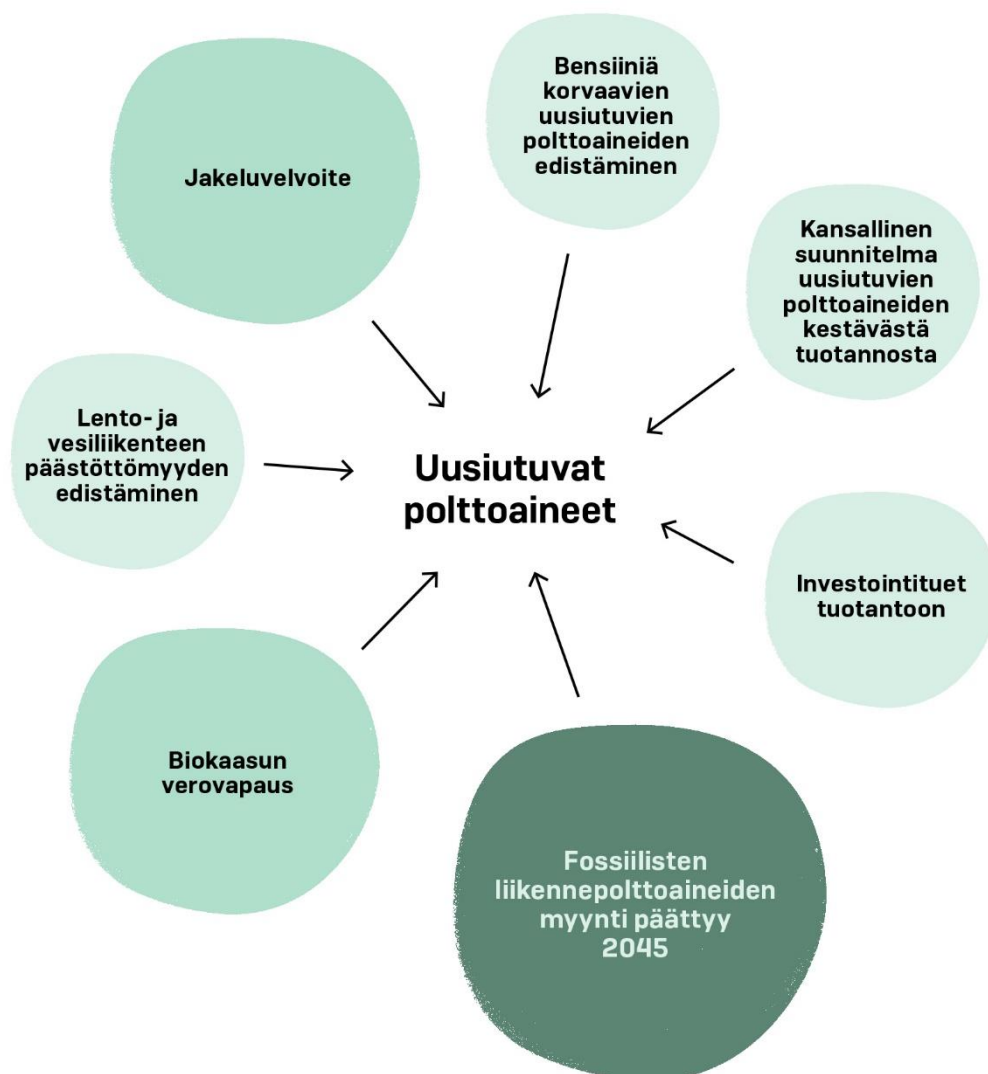 Bensiiniä
korvaavien
uusiutuvien
polttoaineiden
edistäminen
Jakeluvelvoite
Kansallinen
suunnitelma
uusiutuvien
polttoaineiden
kestävästä
tuotannosta
Lento- ja
vesiliikenteen
päästöttömyyden
edistäminen
Uusiutuvat
polttoaineet
Investointituet
tuotantoon
Biokaasun
verovapaus
Fossiilisten
liikennepolttoaineiden
myynti päättyy
2045